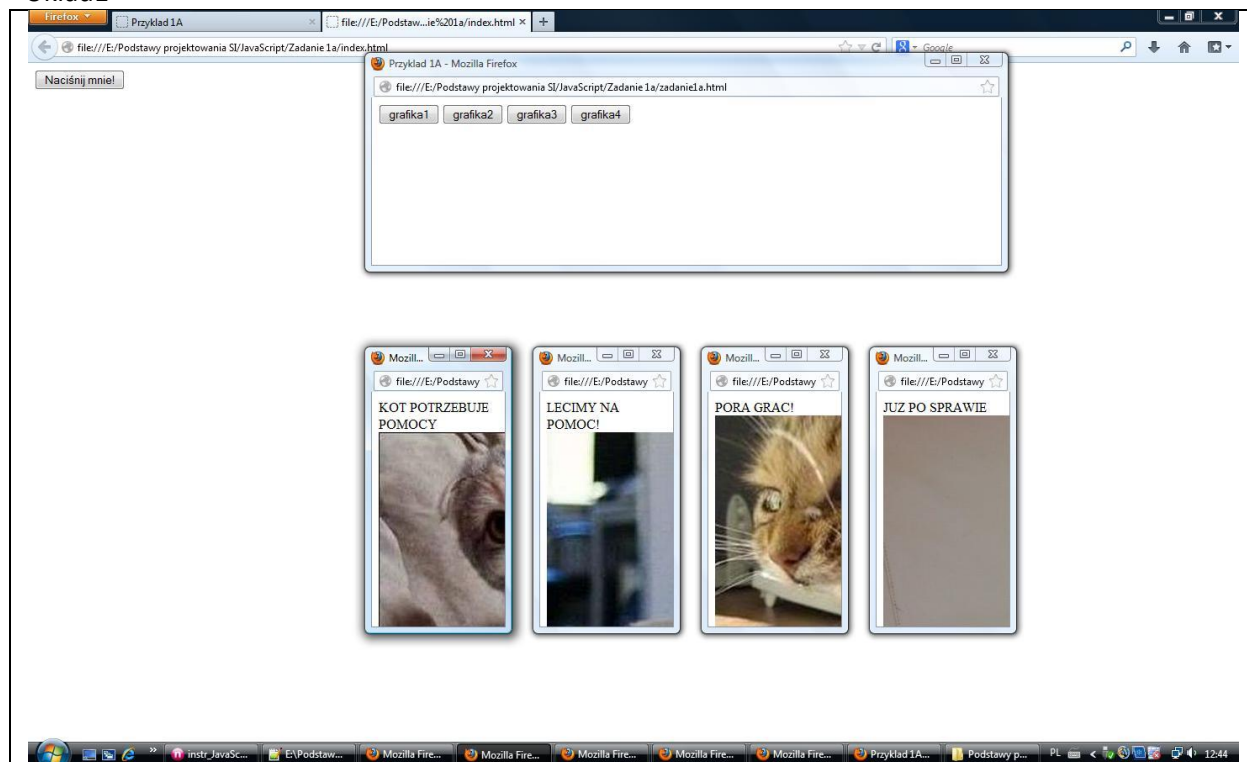 Firefox
Przyklad 1A
file:///E:/Podstaw...ie%201a/index.html
file:///E:/Podstawy projektowania SI/JavaScript/Zadanie 1a/index.html
Google
Naciśnij mnie!
Przyklad 1A - Mozilla Firefox
file:///E:/Podstawy projektowania SI/JavaScript/Zadanie 1a/zadanie1a.html
grafika1 grafika2 grafika3 grafika4
Mozill... Mozill... Mozill... Mozill...
file:///E:/Podstawy file:///E:/Podstawy file:///E:/Podstawy file:///E:/Podstawy
KOT POTRZEBUJE
POMOCY
LECIMY NA
POMOC!
PORA GRAC!
JUZ PO SPRAWIE
instr_JavaSc... E:\Podstaw... Mozilla Fire... Mozilla Fire... Mozilla Fire... Mozilla Fire... Mozilla Fire... Przyklad 1A... Podstawy p... PL 12:44